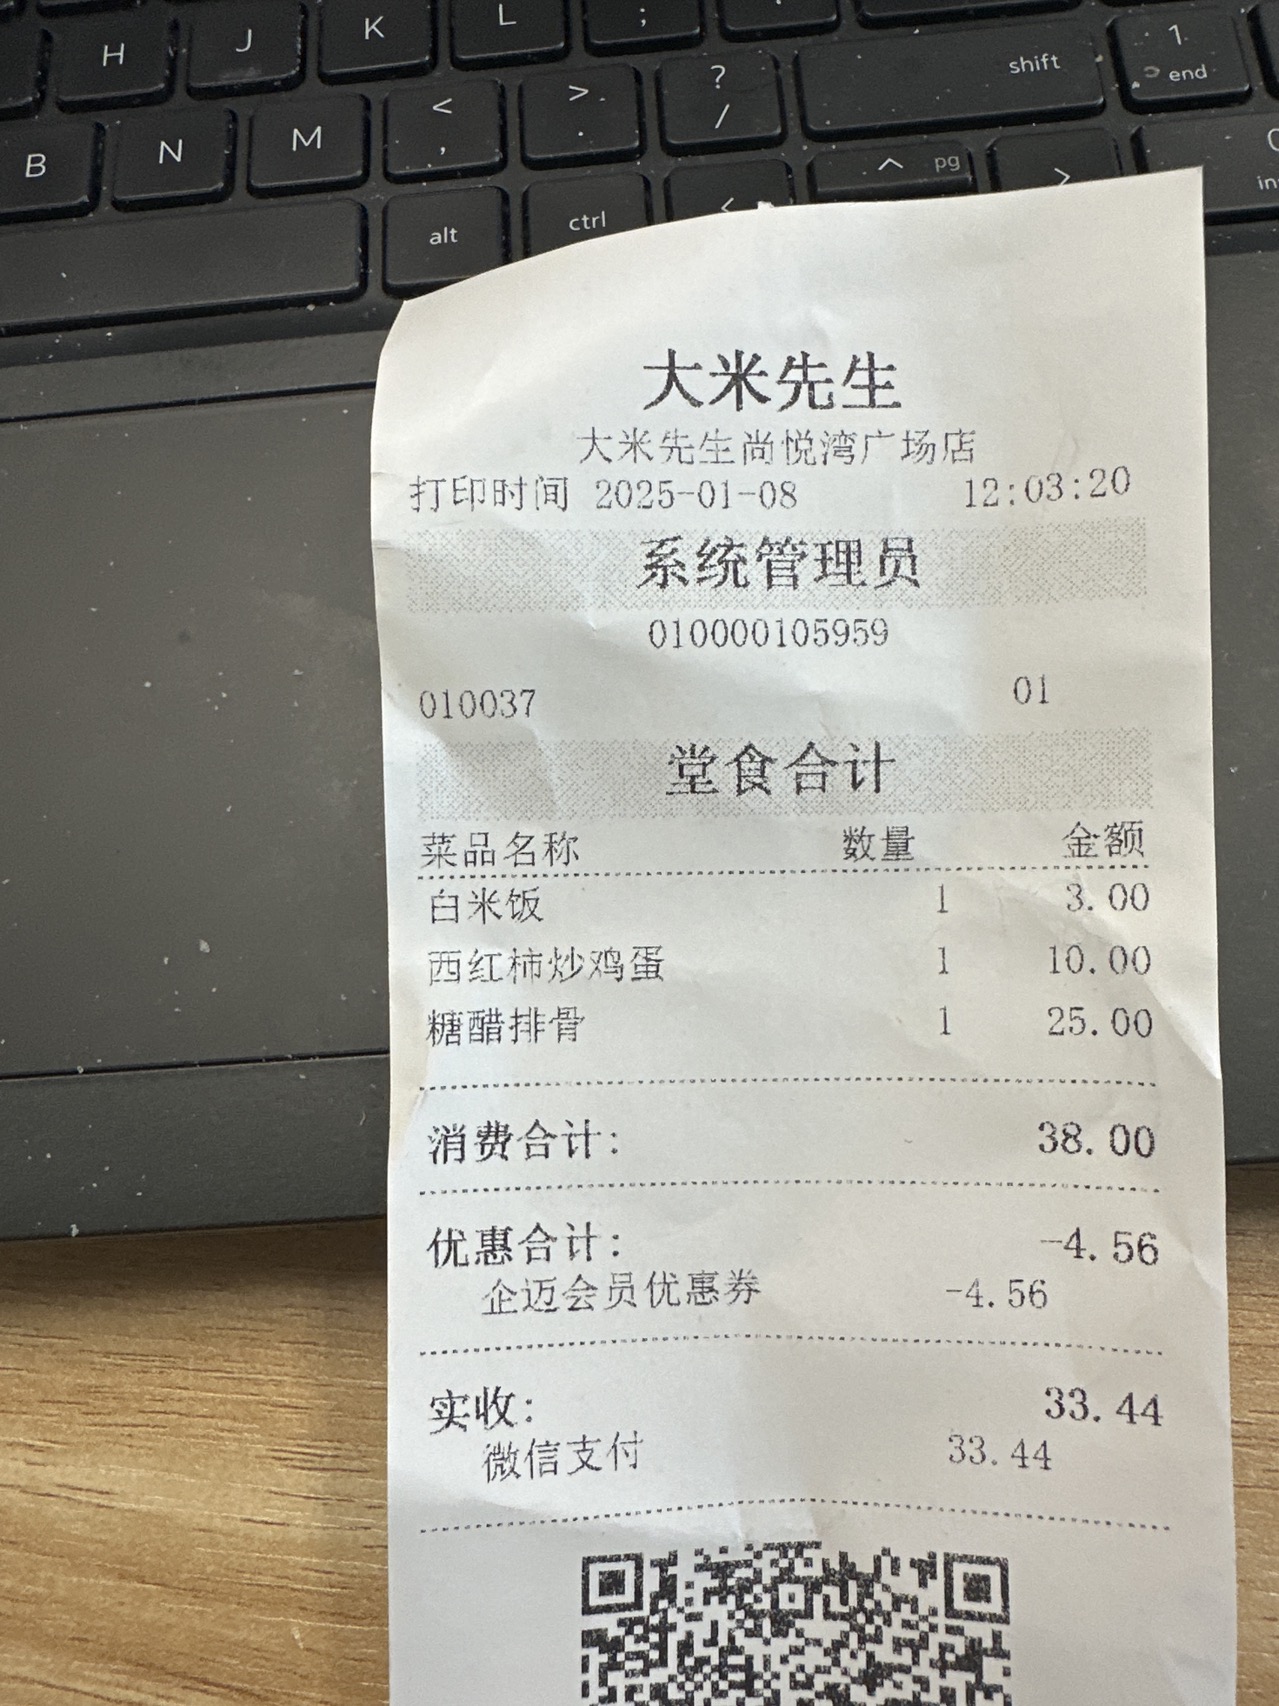 L ;
H J K ? shift 1
< > / end
B N M , . ^ pg >
alt ctrl <
大米先生
大米先生尚悦湾广场店
打印时间 2025-01-08 12:03:20
系统管理员
010000105959
010037 01
堂食合计
菜品名称 数量 金额
白米饭 1 3.00
西红柿炒鸡蛋 1 10.00
糖醋排骨 1 25.00
消费合计: 38.00
优惠合计: -4.56
企迈会员优惠券 -4.56
实收: 33.44
微信支付 33.44